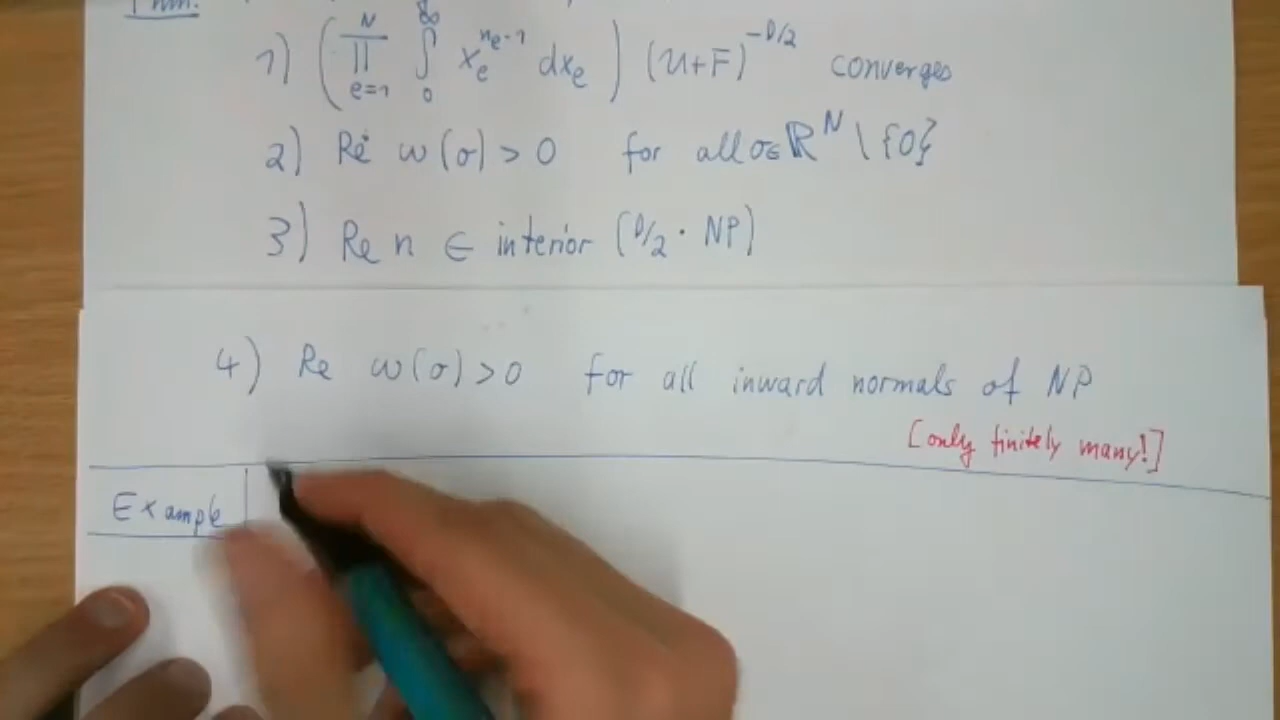 Thm:
1) (∏_{e=1}^{N} ∫_0^∞ x_e^{n_e-1} dx_e) (U+F)^{-D/2} converges
2) Re ω(σ) > 0 for all σ∈ℝ^N \ {0}
3) Re n ∈ interior (D/2 · NP)
4) Re ω(σ) > 0 for all inward normals of NP
[only finitely many!]
Example